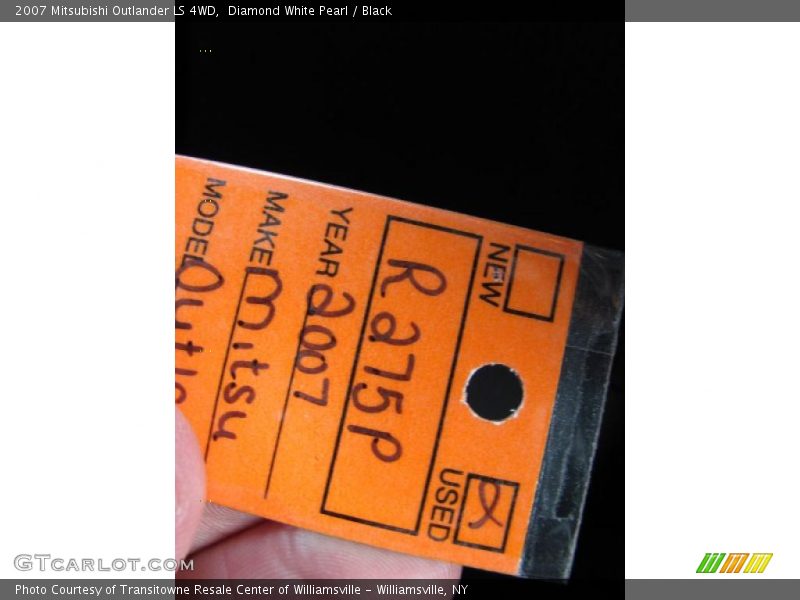 2007 Mitsubishi Outlander LS 4WD,  Diamond White Pearl / Black
NEW
USED
Ra75P
YEAR 2007
MAKE mitsu
MODEL
GTcarlot.com
Photo Courtesy of Transitowne Resale Center of Williamsville – Williamsville, NY